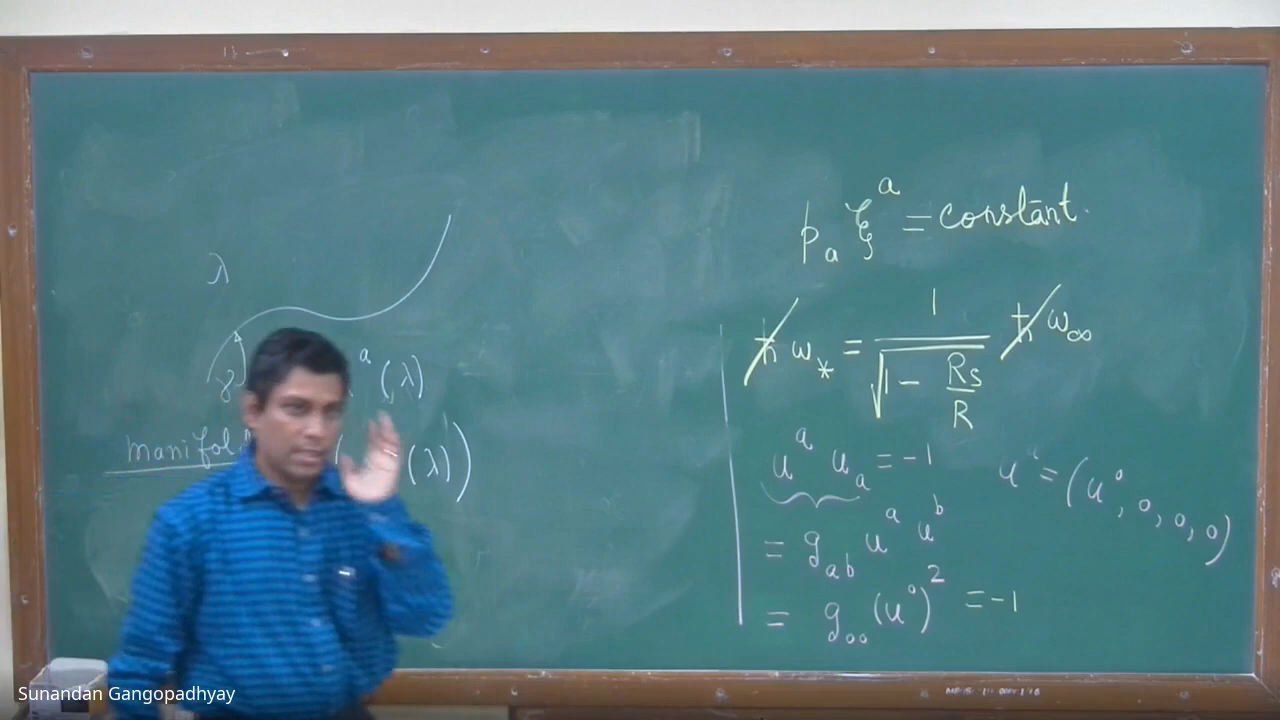 λ
γ
a (λ)
manifol
(λ))
p_a ξ^a = constant.
ħ ω_* = 1/√(1 - Rs/R) ħ ω_∞
u^a u_a = -1
u^a = (u^0, 0, 0, 0)
= g_ab u^a u^b
= g_00 (u^0)^2 = -1
Sunandan Gangopadhyay